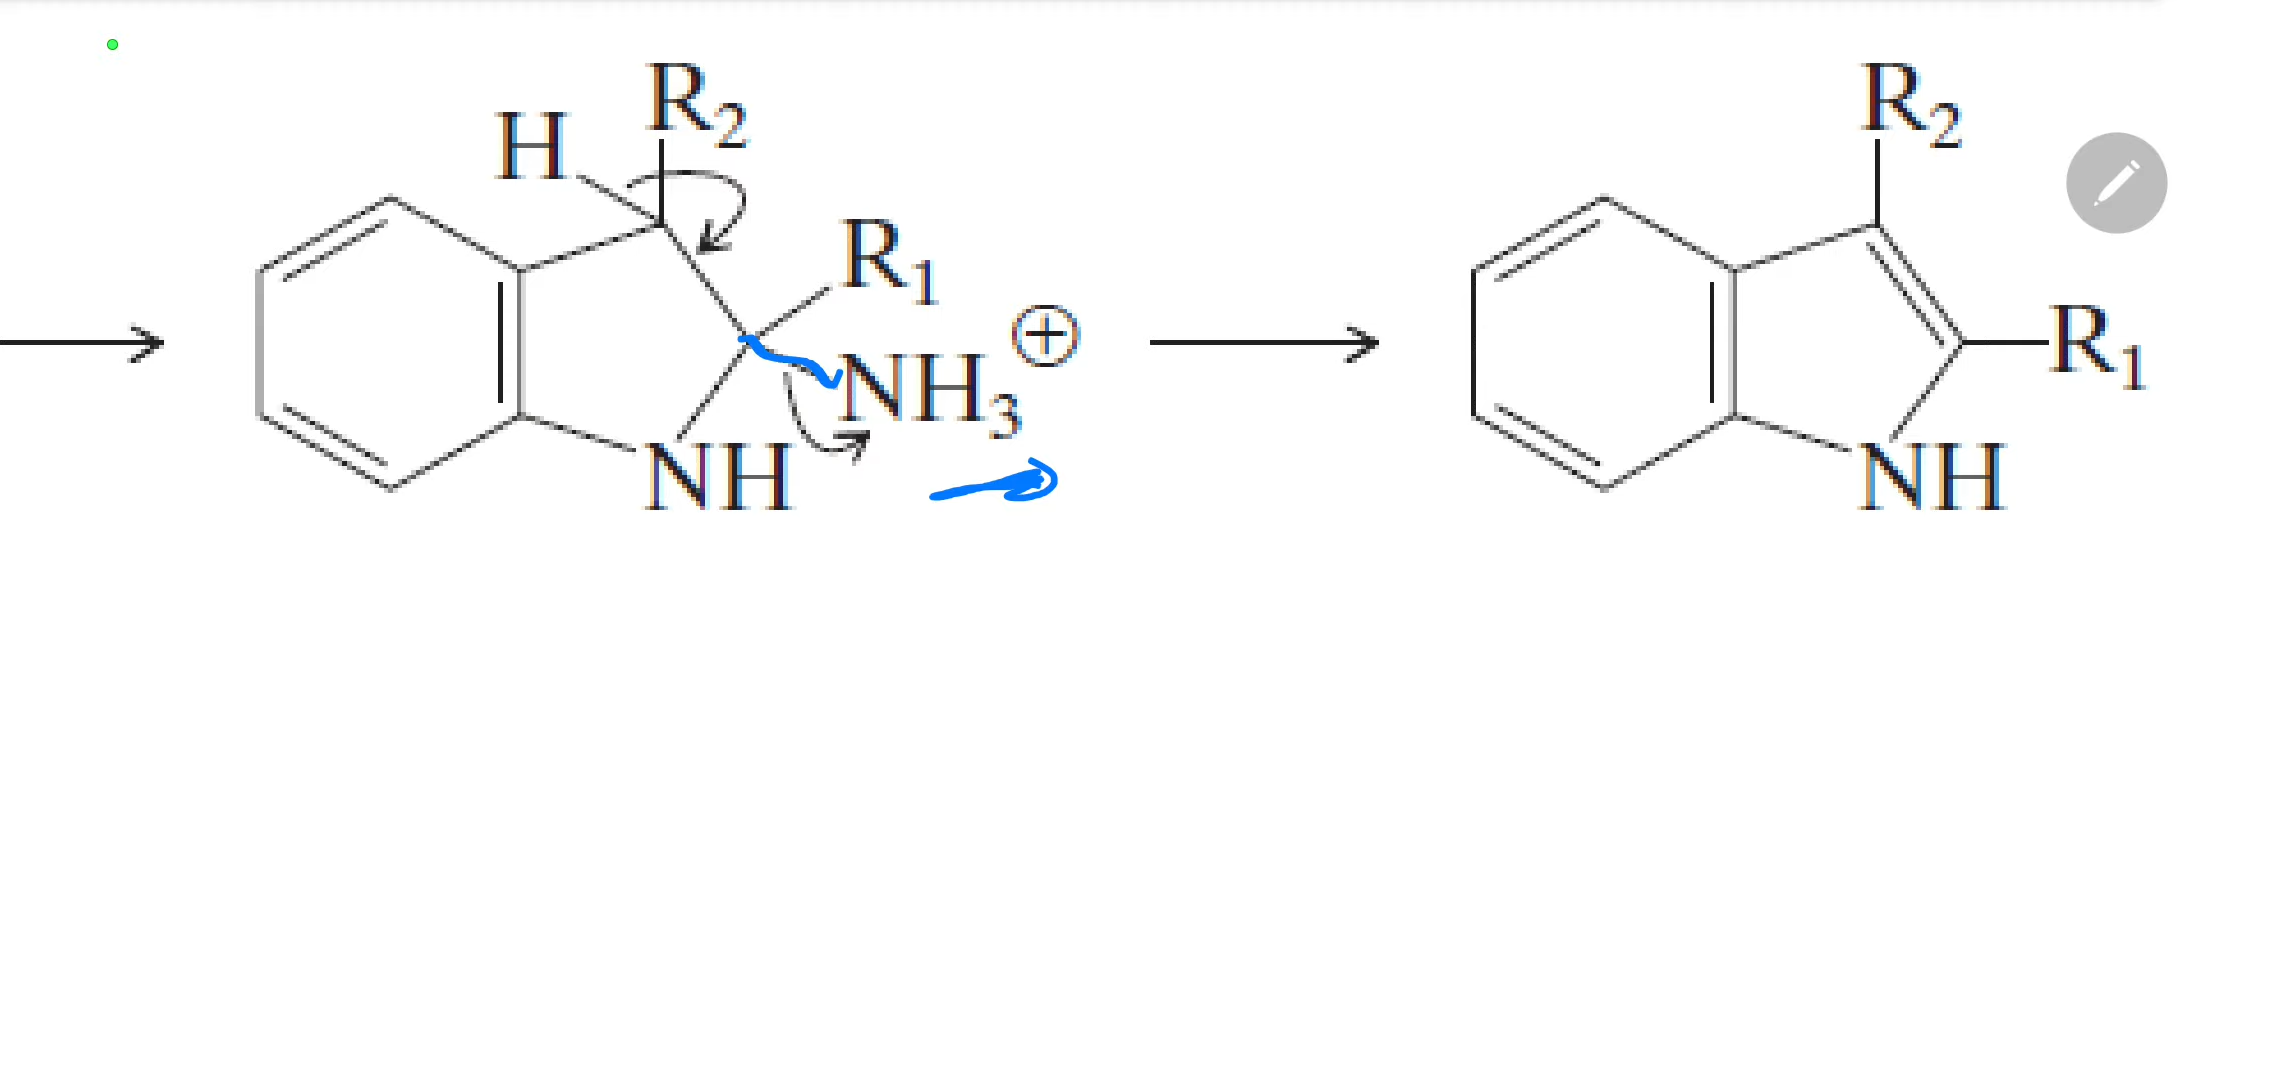 R₂ R₂
H
R₁ ⊕
R₁
NH₃
NH NH